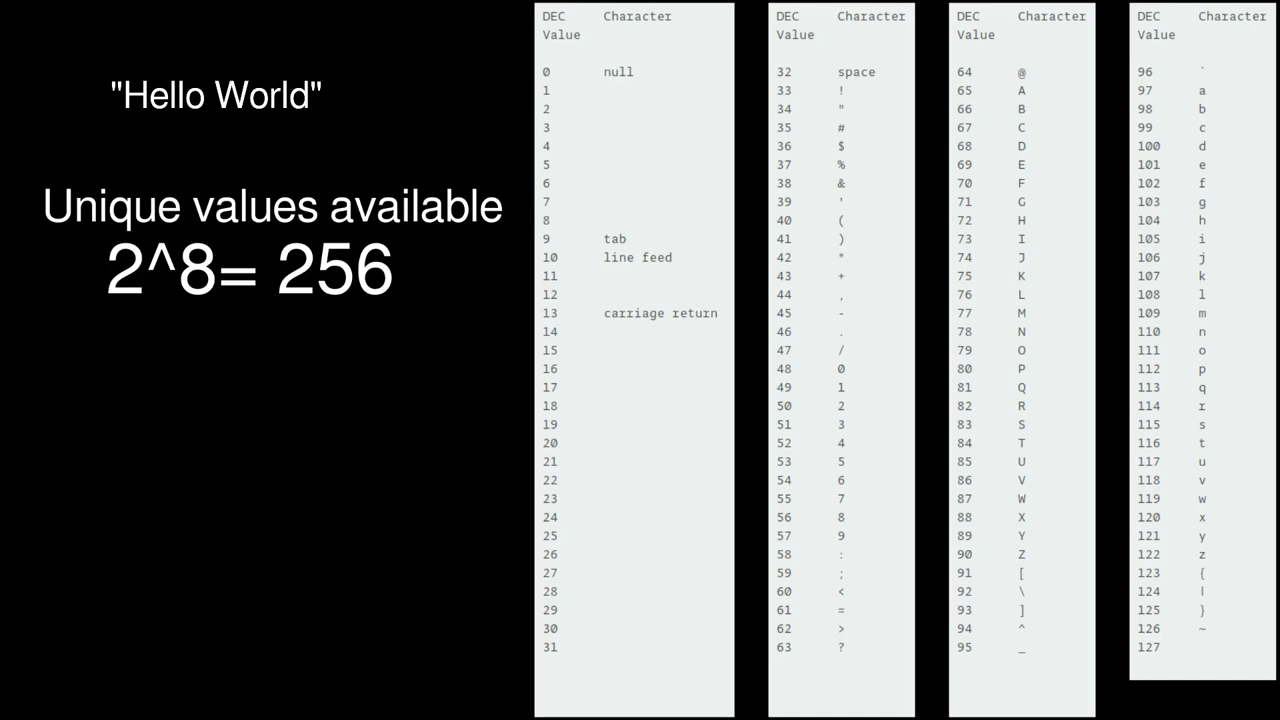 "Hello World"
Unique values available
2^8= 256
DEC Character
Value
0 null
1
2
3
4
5
6
7
8
9 tab
10 line feed
11
12
13 carriage return
14
15
16
17
18
19
20
21
22
23
24
25
26
27
28
29
30
31
DEC Character
Value
32 space
33 !
34 "
35 #
36 $
37 %
38 &
39 '
40 (
41 )
42 *
43 +
44 ,
45 -
46 .
47 /
48 0
49 1
50 2
51 3
52 4
53 5
54 6
55 7
56 8
57 9
58 :
59 ;
60 <
61 =
62 >
63 ?
DEC Character
Value
64 @
65 A
66 B
67 C
68 D
69 E
70 F
71 G
72 H
73 I
74 J
75 K
76 L
77 M
78 N
79 O
80 P
81 Q
82 R
83 S
84 T
85 U
86 V
87 W
88 X
89 Y
90 Z
91 [
92 \
93 ]
94 ^
95 _
DEC Character
Value
96 `
97 a
98 b
99 c
100 d
101 e
102 f
103 g
104 h
105 i
106 j
107 k
108 l
109 m
110 n
111 o
112 p
113 q
114 r
115 s
116 t
117 u
118 v
119 w
120 x
121 y
122 z
123 {
124 |
125 }
126 ~
127